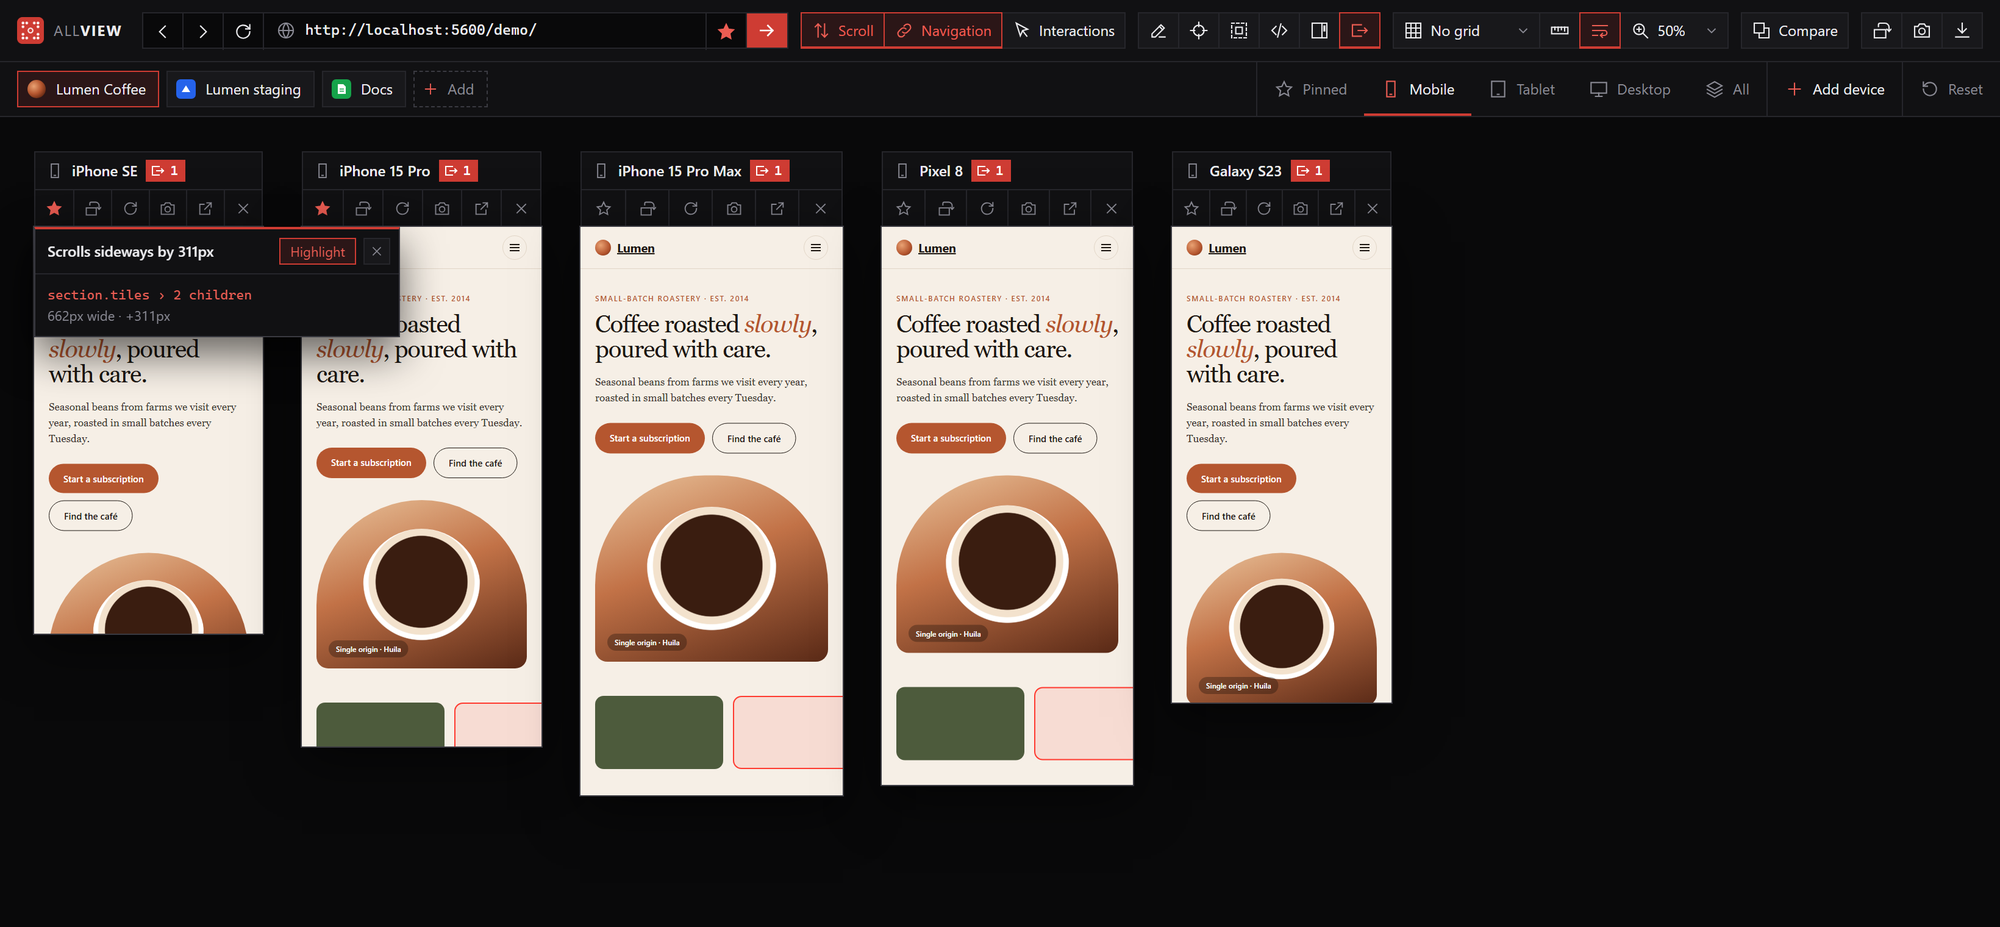 ALLVIEW
http://localhost:5600/demo/
Scroll
Navigation
Interactions
No grid
50%
Compare
Lumen Coffee
Lumen staging
Docs
Add
Pinned
Mobile
Tablet
Desktop
All
Add device
Reset
iPhone SE
1
iPhone 15 Pro
1
iPhone 15 Pro Max
1
Pixel 8
1
Galaxy S23
1
Scrolls sideways by 311px
Highlight
section.tiles › 2 children
662px wide · +311px
slowly, poured
with care.
Seasonal beans from farms we visit every
year, roasted in small batches every
Tuesday.
Start a subscription
Find the café
EST. 2014
slowly, poured with
care.
Seasonal beans from farms we visit every
year, roasted in small batches every Tuesday.
Start a subscription
Find the café
Single origin · Huila
Lumen
SMALL-BATCH ROASTERY · EST. 2014
Coffee roasted slowly,
poured with care.
Seasonal beans from farms we visit every year,
roasted in small batches every Tuesday.
Start a subscription
Find the café
Single origin · Huila
Lumen
SMALL-BATCH ROASTERY · EST. 2014
Coffee roasted slowly,
poured with care.
Seasonal beans from farms we visit every year,
roasted in small batches every Tuesday.
Start a subscription
Find the café
Single origin · Huila
Lumen
SMALL-BATCH ROASTERY · EST. 2014
Coffee roasted
slowly, poured
with care.
Seasonal beans from farms we visit every
year, roasted in small batches every
Tuesday.
Start a subscription
Find the café
Single origin · Huila